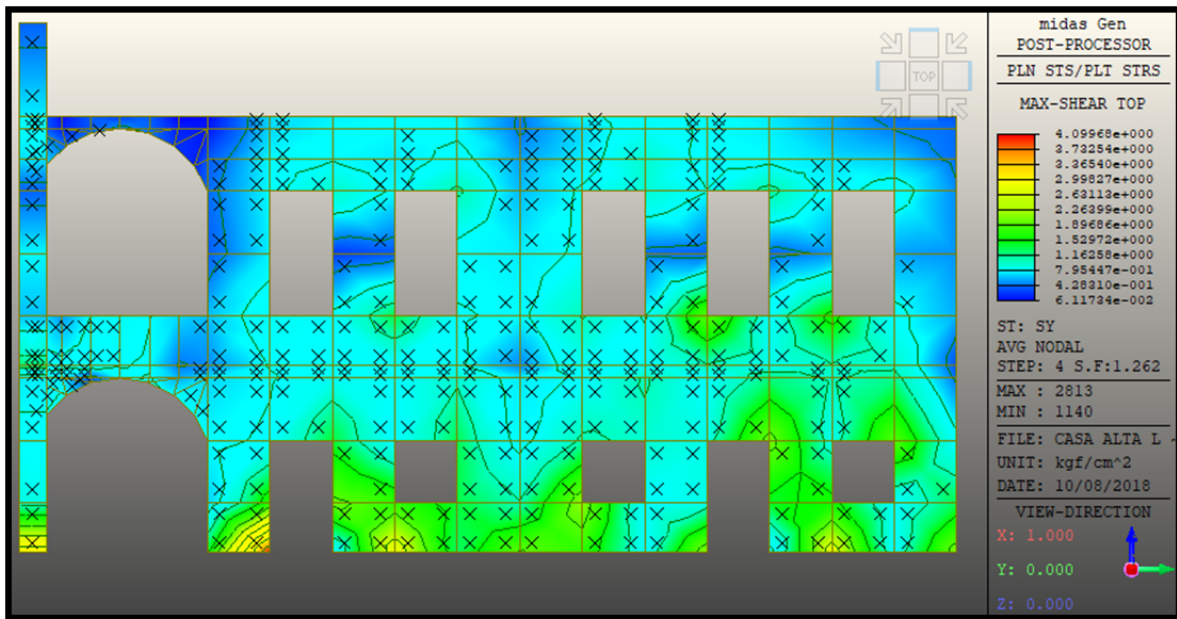 midas Gen
POST-PROCESSOR
PLN STS/PLT STRS
MAX-SHEAR TOP
4.09968e+000
3.73254e+000
3.36540e+000
2.99827e+000
2.63113e+000
2.26399e+000
1.89686e+000
1.52972e+000
1.16258e+000
7.95447e-001
4.28310e-001
6.11734e-002
ST: SY
AVG NODAL
STEP: 4 S.F:1.262
MAX : 2813
MIN : 1140
FILE: CASA ALTA L ~
UNIT: kgf/cm^2
DATE: 10/08/2018
VIEW-DIRECTION
X: 1.000
Y: 0.000
Z: 0.000
TOP